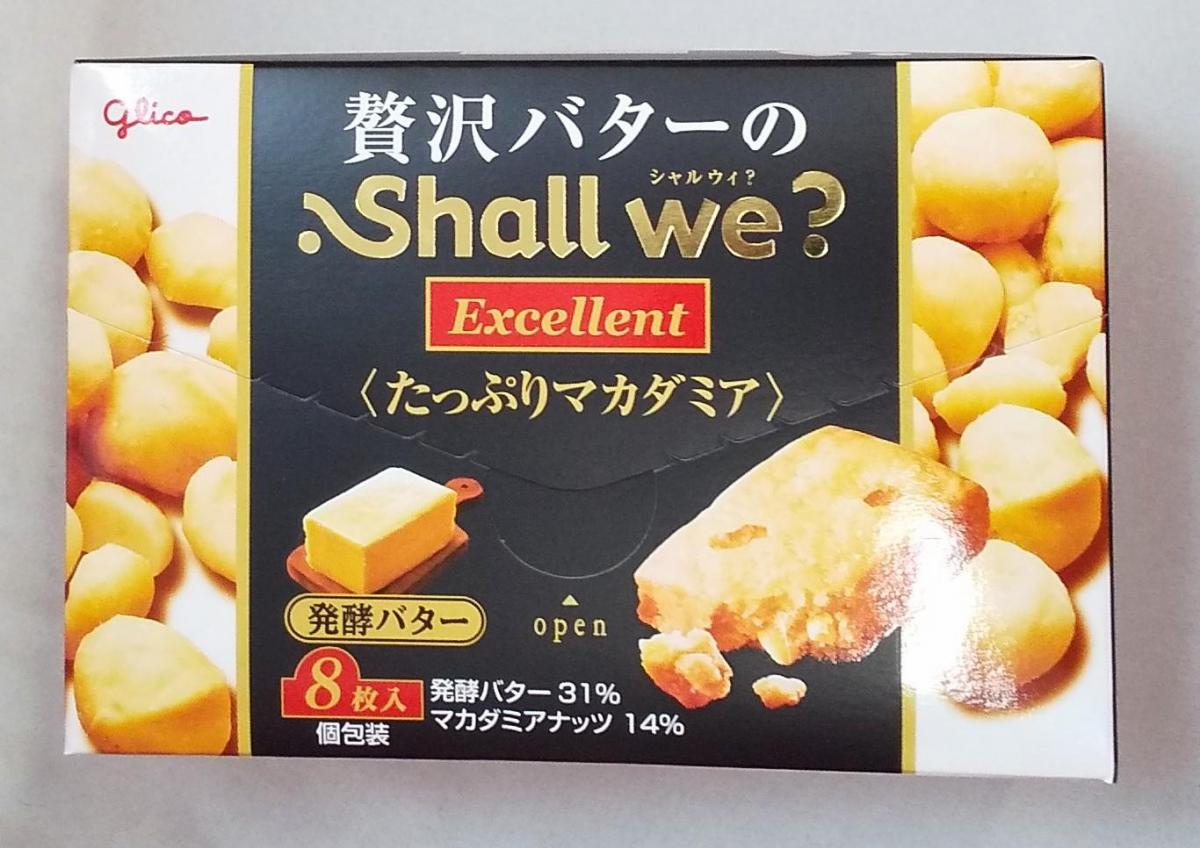 glico
贅沢バターの
シャルウィ?
Shall we?
Excellent
〈たっぷりマカダミア〉
発酵バター
open
8枚入
個包装
発酵バター 31%
マカダミアナッツ 14%